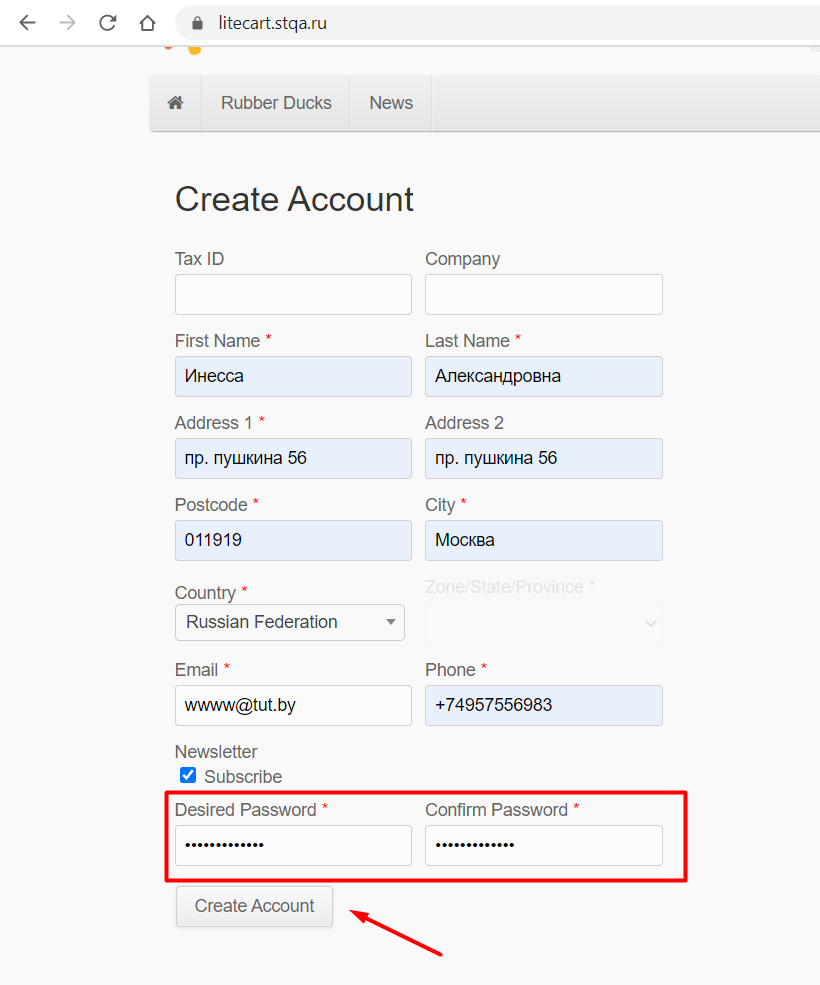 litecart.stqa.ru
Rubber Ducks News
Create Account
Tax ID Company
First Name * Last Name *
Инесса Александровна
Address 1 * Address 2
пр. пушкина 56 пр. пушкина 56
Postcode * City *
011919 Москва
Country * Zone/State/Province *
Russian Federation
Email * Phone *
wwww@tut.by +74957556983
Newsletter
Subscribe
Desired Password * Confirm Password *
••••••••••••• •••••••••••••
Create Account